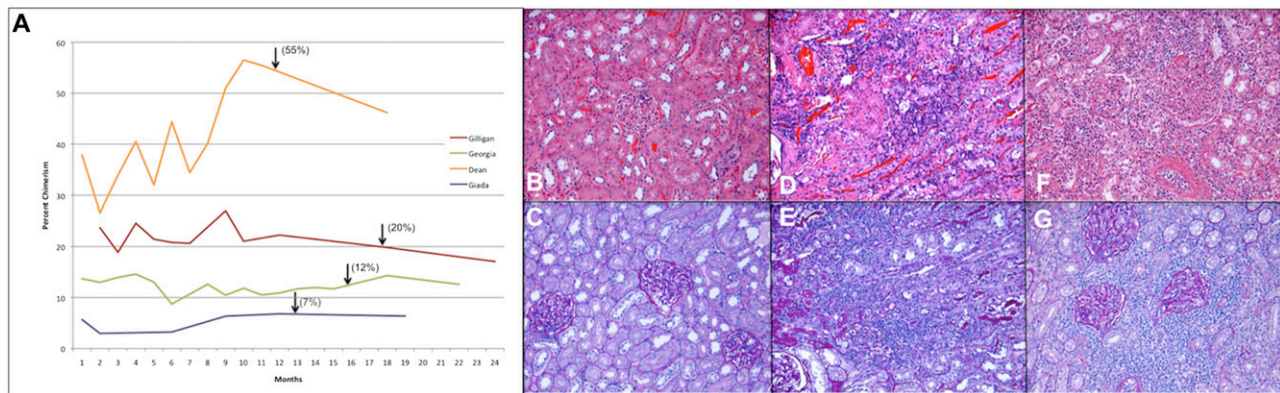 A
60
50
40
30
20
10
0
Percent Chimerism
(55%)
(20%)
(12%)
(7%)
Gilligan
Georgia
Dean
Giada
1 2 3 4 5 6 7 8 9 10 11 12 13 14 15 16 17 18 19 20 21 22 23 24
Months
B
D
F
C
E
G